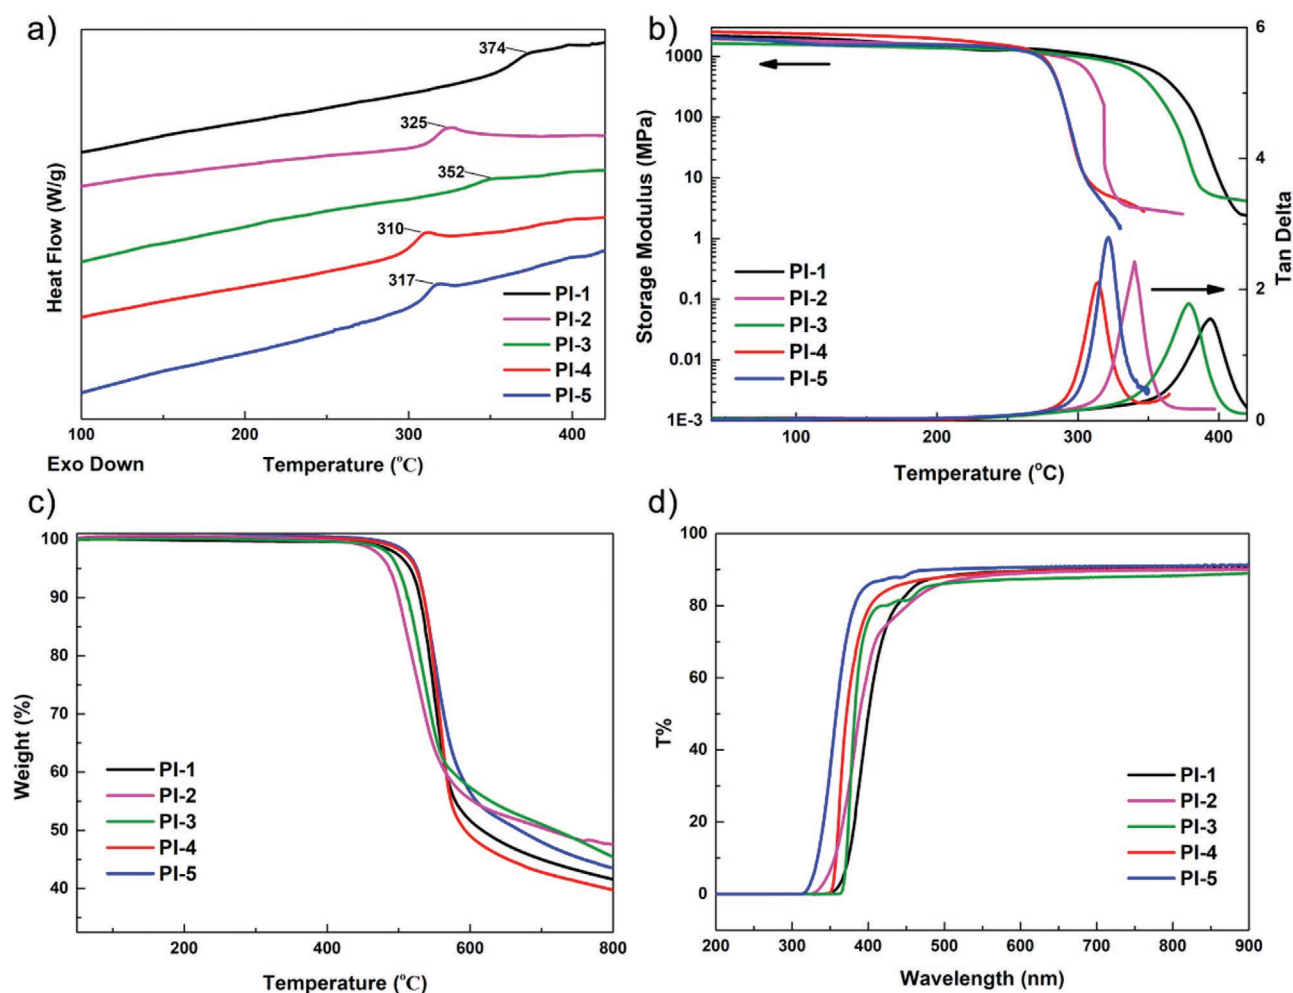 a)
374
325
352
310
317
Heat Flow (W/g)
PI-1
PI-2
PI-3
PI-4
PI-5
100
200
300
400
Exo Down
Temperature (°C)
b)
1000
100
10
1
0.1
0.01
1E-3
Storage Modulus (MPa)
6
4
2
0
Tan Delta
PI-1
PI-2
PI-3
PI-4
PI-5
100
200
300
400
Temperature (°C)
c)
100
90
80
70
60
50
40
Weight (%)
PI-1
PI-2
PI-3
PI-4
PI-5
200
400
600
800
Temperature (°C)
d)
100
80
60
40
20
0
T%
PI-1
PI-2
PI-3
PI-4
PI-5
200
300
400
500
600
700
800
900
Wavelength (nm)